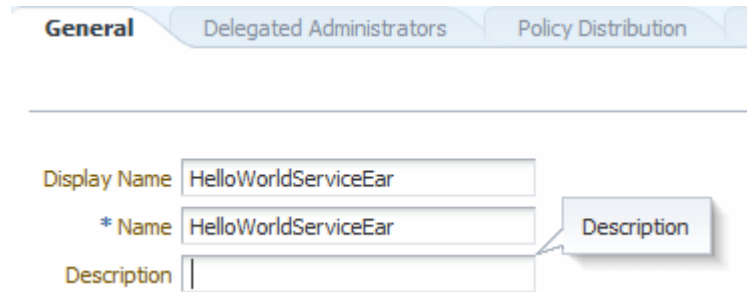 General Delegated Administrators Policy Distribution
Display Name HelloWorldServiceEar
* Name HelloWorldServiceEar
Description
Description